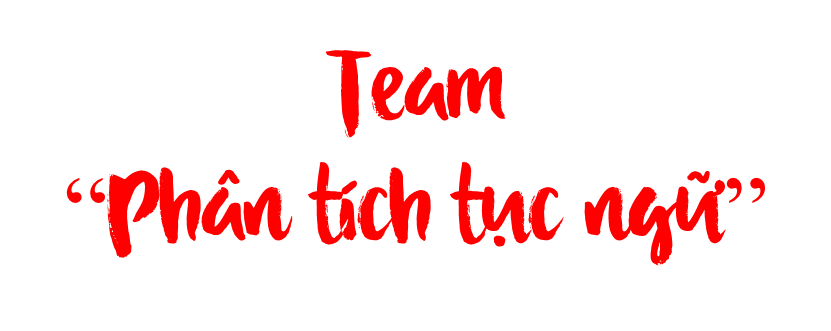 Team
“Phân tích tục ngữ”